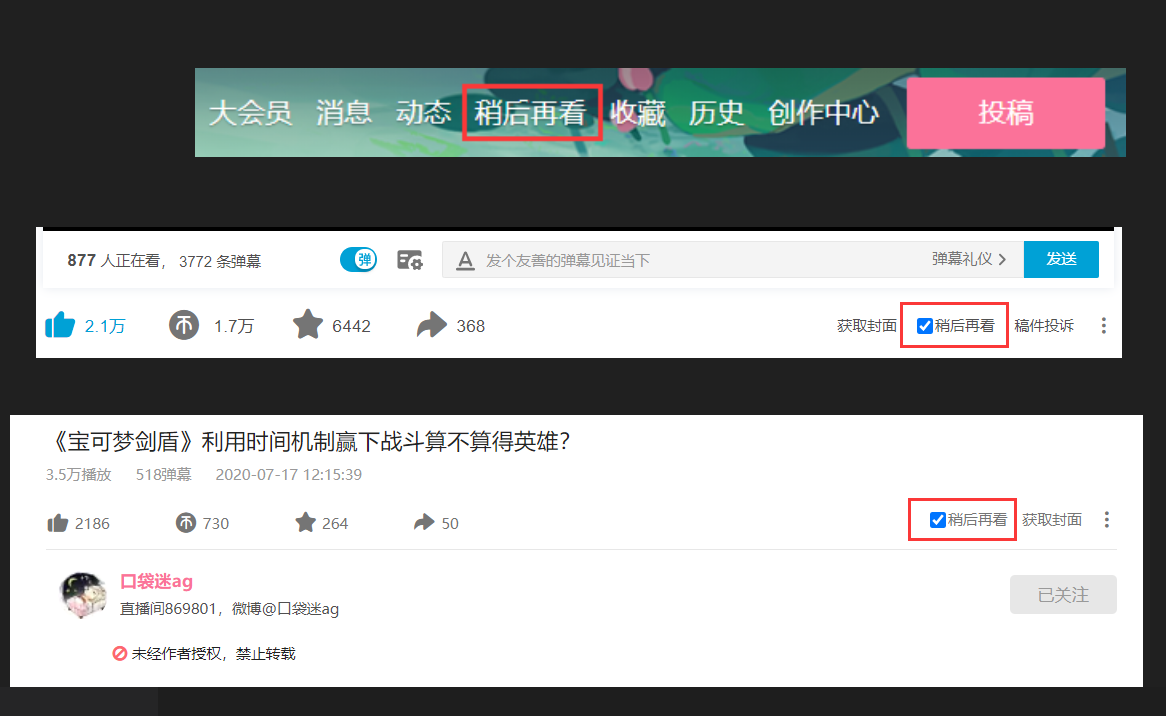 大会员 消息 动态 稍后再看 收藏 历史 创作中心 投稿
877 人正在看， 3772 条弹幕 弹 发个友善的弹幕见证当下 弹幕礼仪 发送
2.1万 1.7万 6442 368 获取封面 稍后再看 稿件投诉
《宝可梦剑盾》利用时间机制赢下战斗算不算得英雄？
3.5万播放 518弹幕 2020-07-17 12:15:39
2186 730 264 50 稍后再看 获取封面
口袋迷ag
直播间869801，微博@口袋迷ag 已关注
未经作者授权，禁止转载